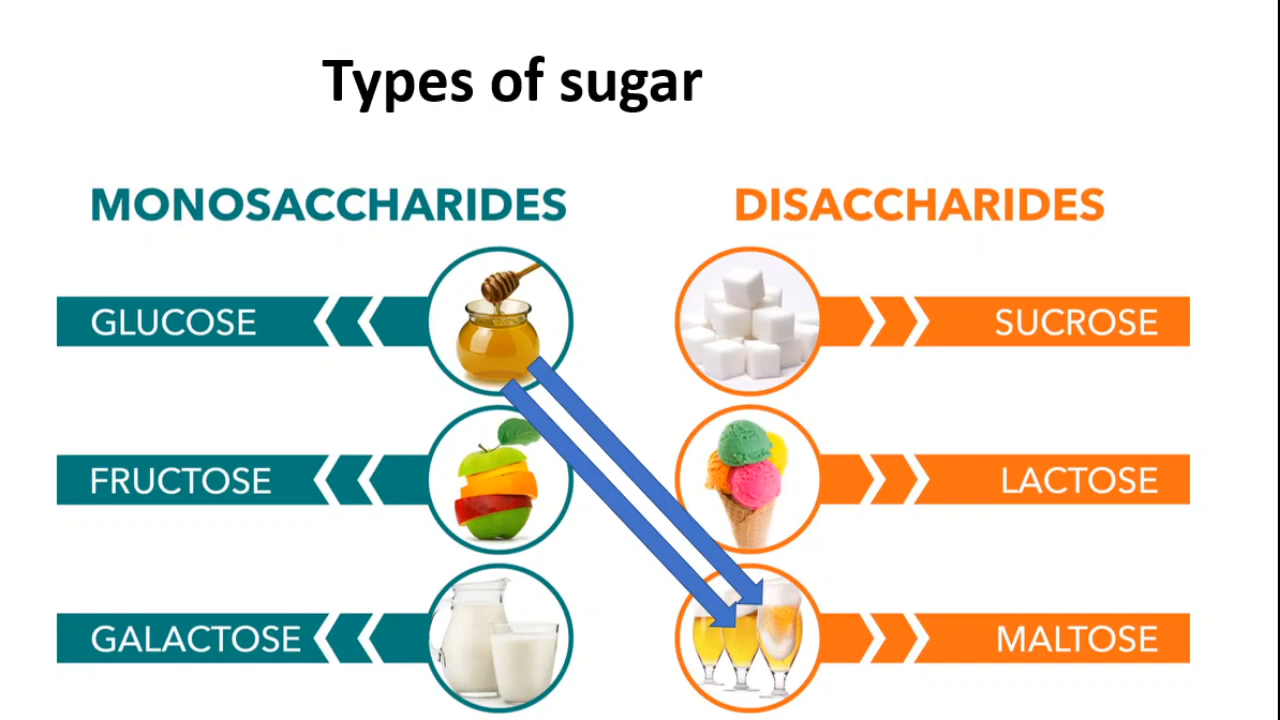 Types of sugar
MONOSACCHARIDES
GLUCOSE
FRUCTOSE
GALACTOSE
DISACCHARIDES
SUCROSE
LACTOSE
MALTOSE